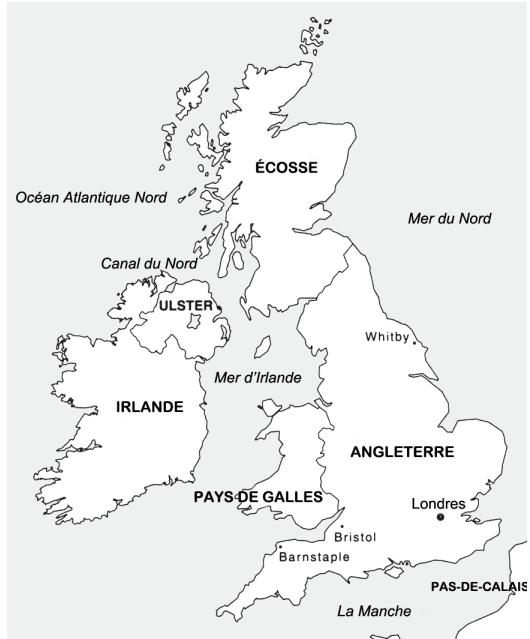 ÉCOSSE
Océan Atlantique Nord
Mer du Nord
Canal du Nord
ULSTER
Whitby
Mer d'Irlande
IRLANDE
ANGLETERRE
PAYS DE GALLES
Londres
Bristol
Barnstaple
PAS-DE-CALAIS
La Manche